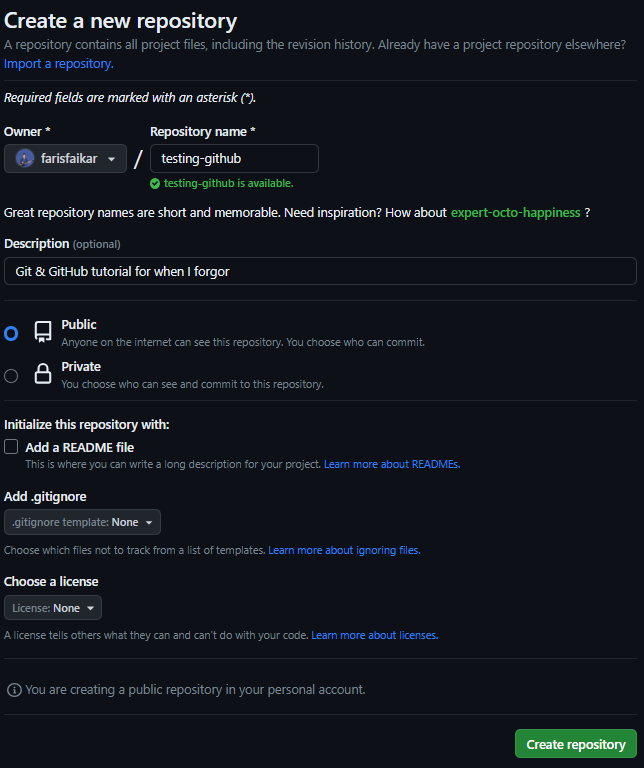 Create a new repository
A repository contains all project files, including the revision history. Already have a project repository elsewhere?
Import a repository.
Required fields are marked with an asterisk (*).
Owner *
Repository name *
farisfaikar
/
testing-github
testing-github is available.
Great repository names are short and memorable. Need inspiration? How about expert-octo-happiness ?
Description (optional)
Git & GitHub tutorial for when I forgor
Public
Anyone on the internet can see this repository. You choose who can commit.
Private
You choose who can see and commit to this repository.
Initialize this repository with:
Add a README file
This is where you can write a long description for your project. Learn more about READMEs.
Add .gitignore
.gitignore template: None
Choose which files not to track from a list of templates. Learn more about ignoring files.
Choose a license
License: None
A license tells others what they can and can't do with your code. Learn more about licenses.
You are creating a public repository in your personal account.
Create repository